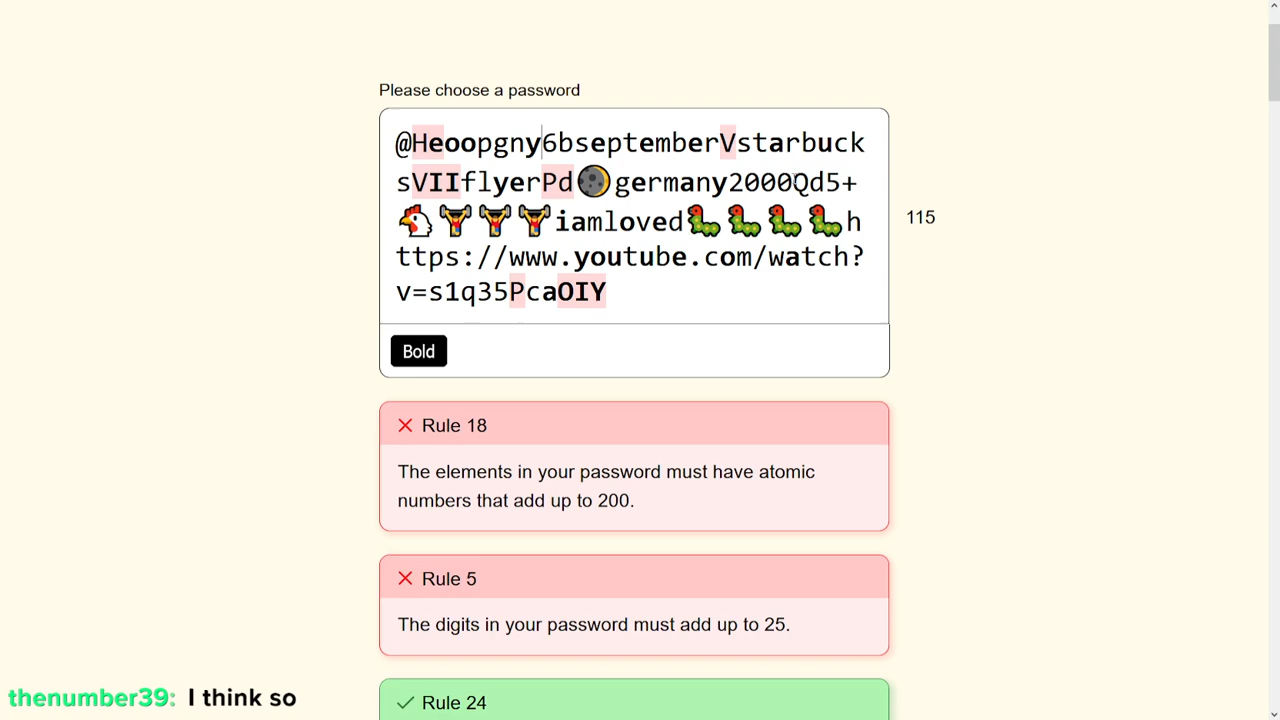 Please choose a password
@Heoopgny6bseptemberVstarbuck
sVIIflyerPd🌒germany2000Qd5+
🐔🏋️🏋️🏋️iamloved🐛🐛🐛🐛h
ttps://www.youtube.com/watch?
v=s1q35PcaOIY
115
Bold
Rule 18
The elements in your password must have atomic
numbers that add up to 200.
Rule 5
The digits in your password must add up to 25.
Rule 24
thenumber39: I think so